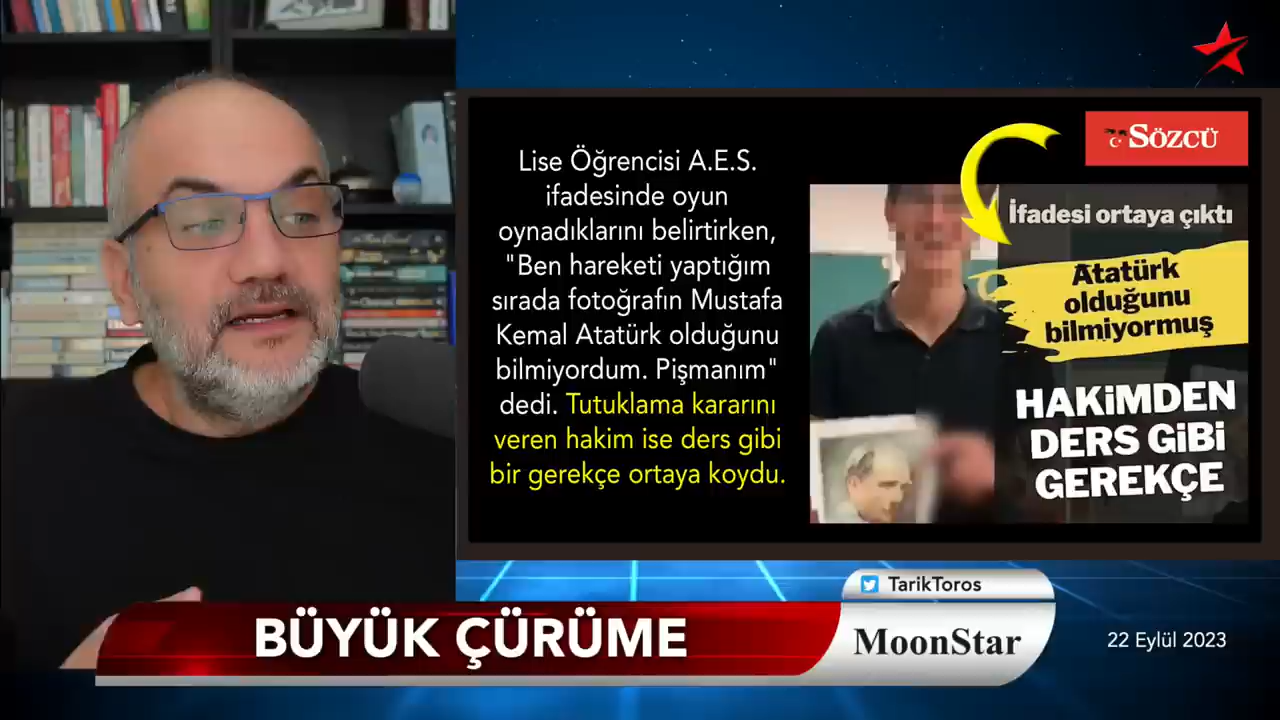 Lise Öğrencisi A.E.S.
ifadesinde oyun
oynadıklarını belirtirken,
"Ben hareketi yaptığım
sırada fotoğrafın Mustafa
Kemal Atatürk olduğunu
bilmiyordum. Pişmanım"
dedi. Tutuklama kararını
veren hakim ise ders gibi
bir gerekçe ortaya koydu.
SÖZCÜ
İfadesi ortaya çıktı
Atatürk
olduğunu
bilmiyormuş
HAKİMDEN
DERS GİBİ
GEREKÇE
TarikToros
BÜYÜK ÇÜRÜME
MoonStar
22 Eylül 2023